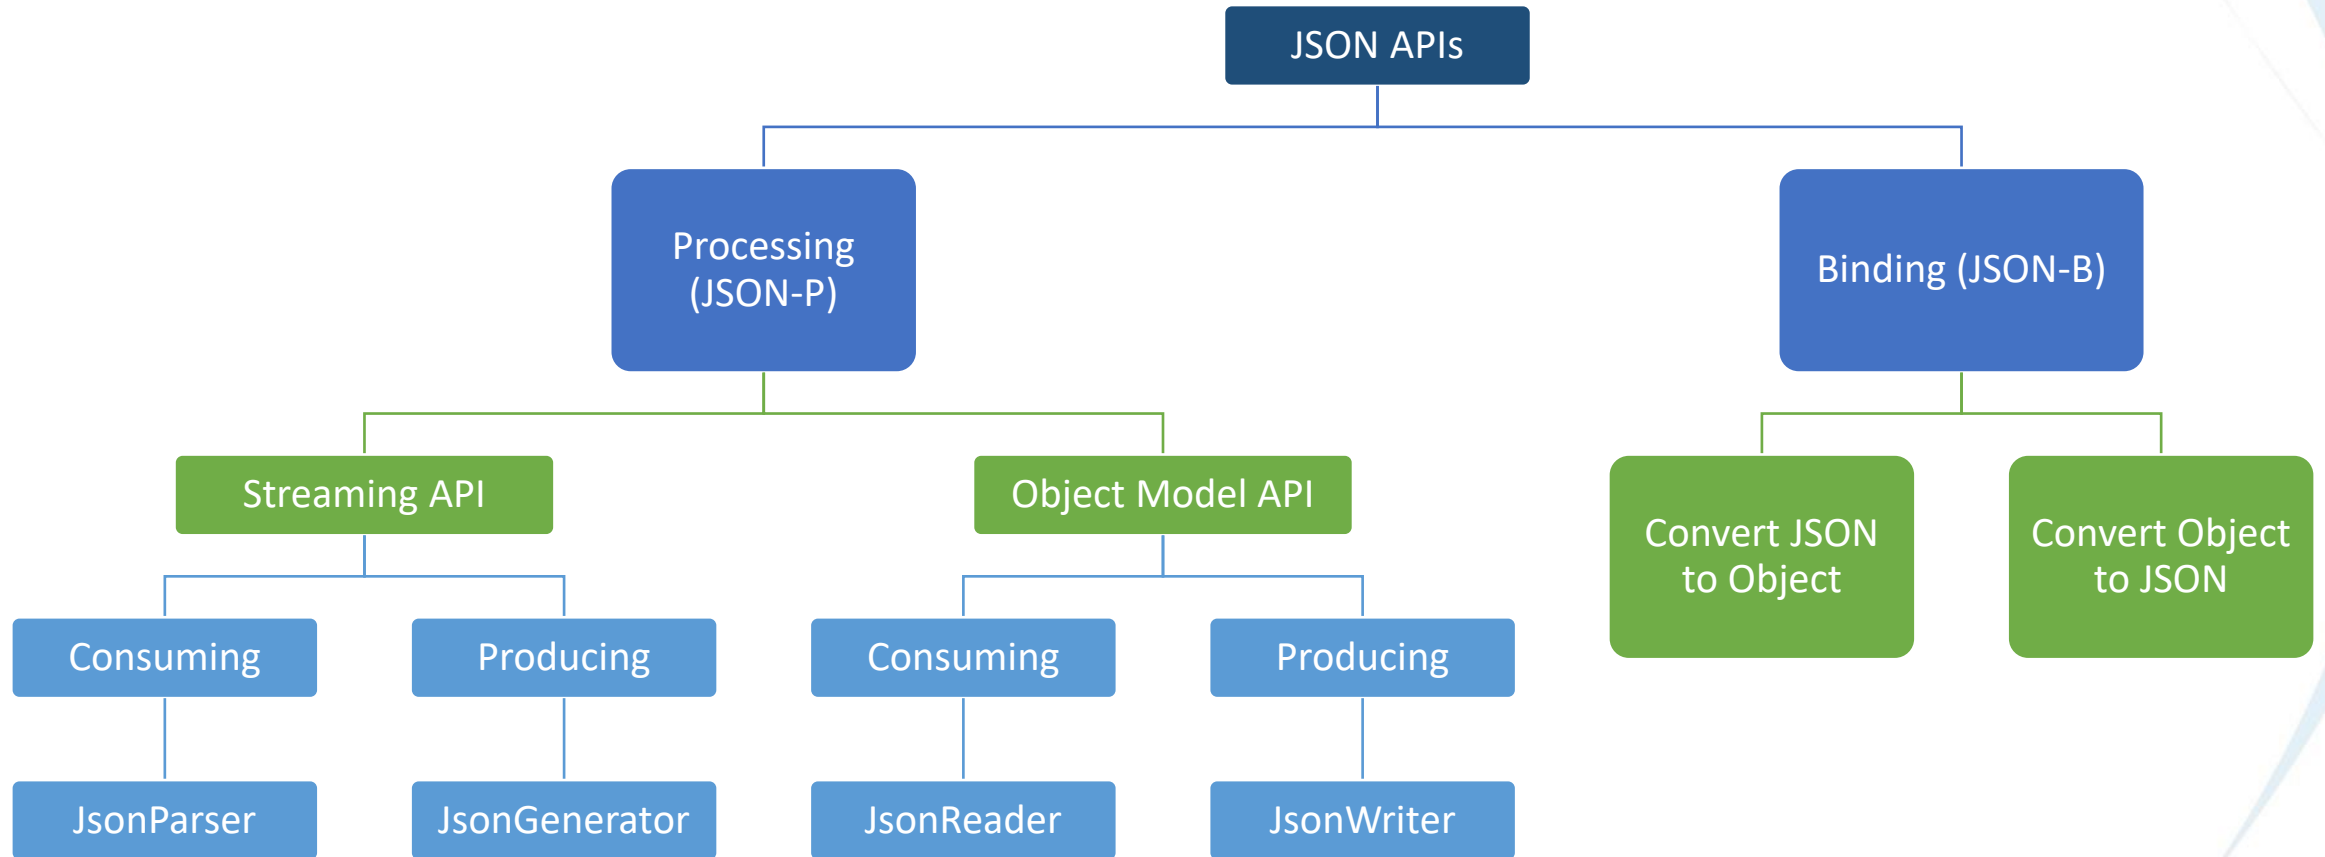 JSON APIs
Processing
(JSON-P)
Binding (JSON-B)
Streaming API
Object Model API
Convert JSON
to Object
Convert Object
to JSON
Consuming
Producing
Consuming
Producing
JsonParser
JsonGenerator
JsonReader
JsonWriter